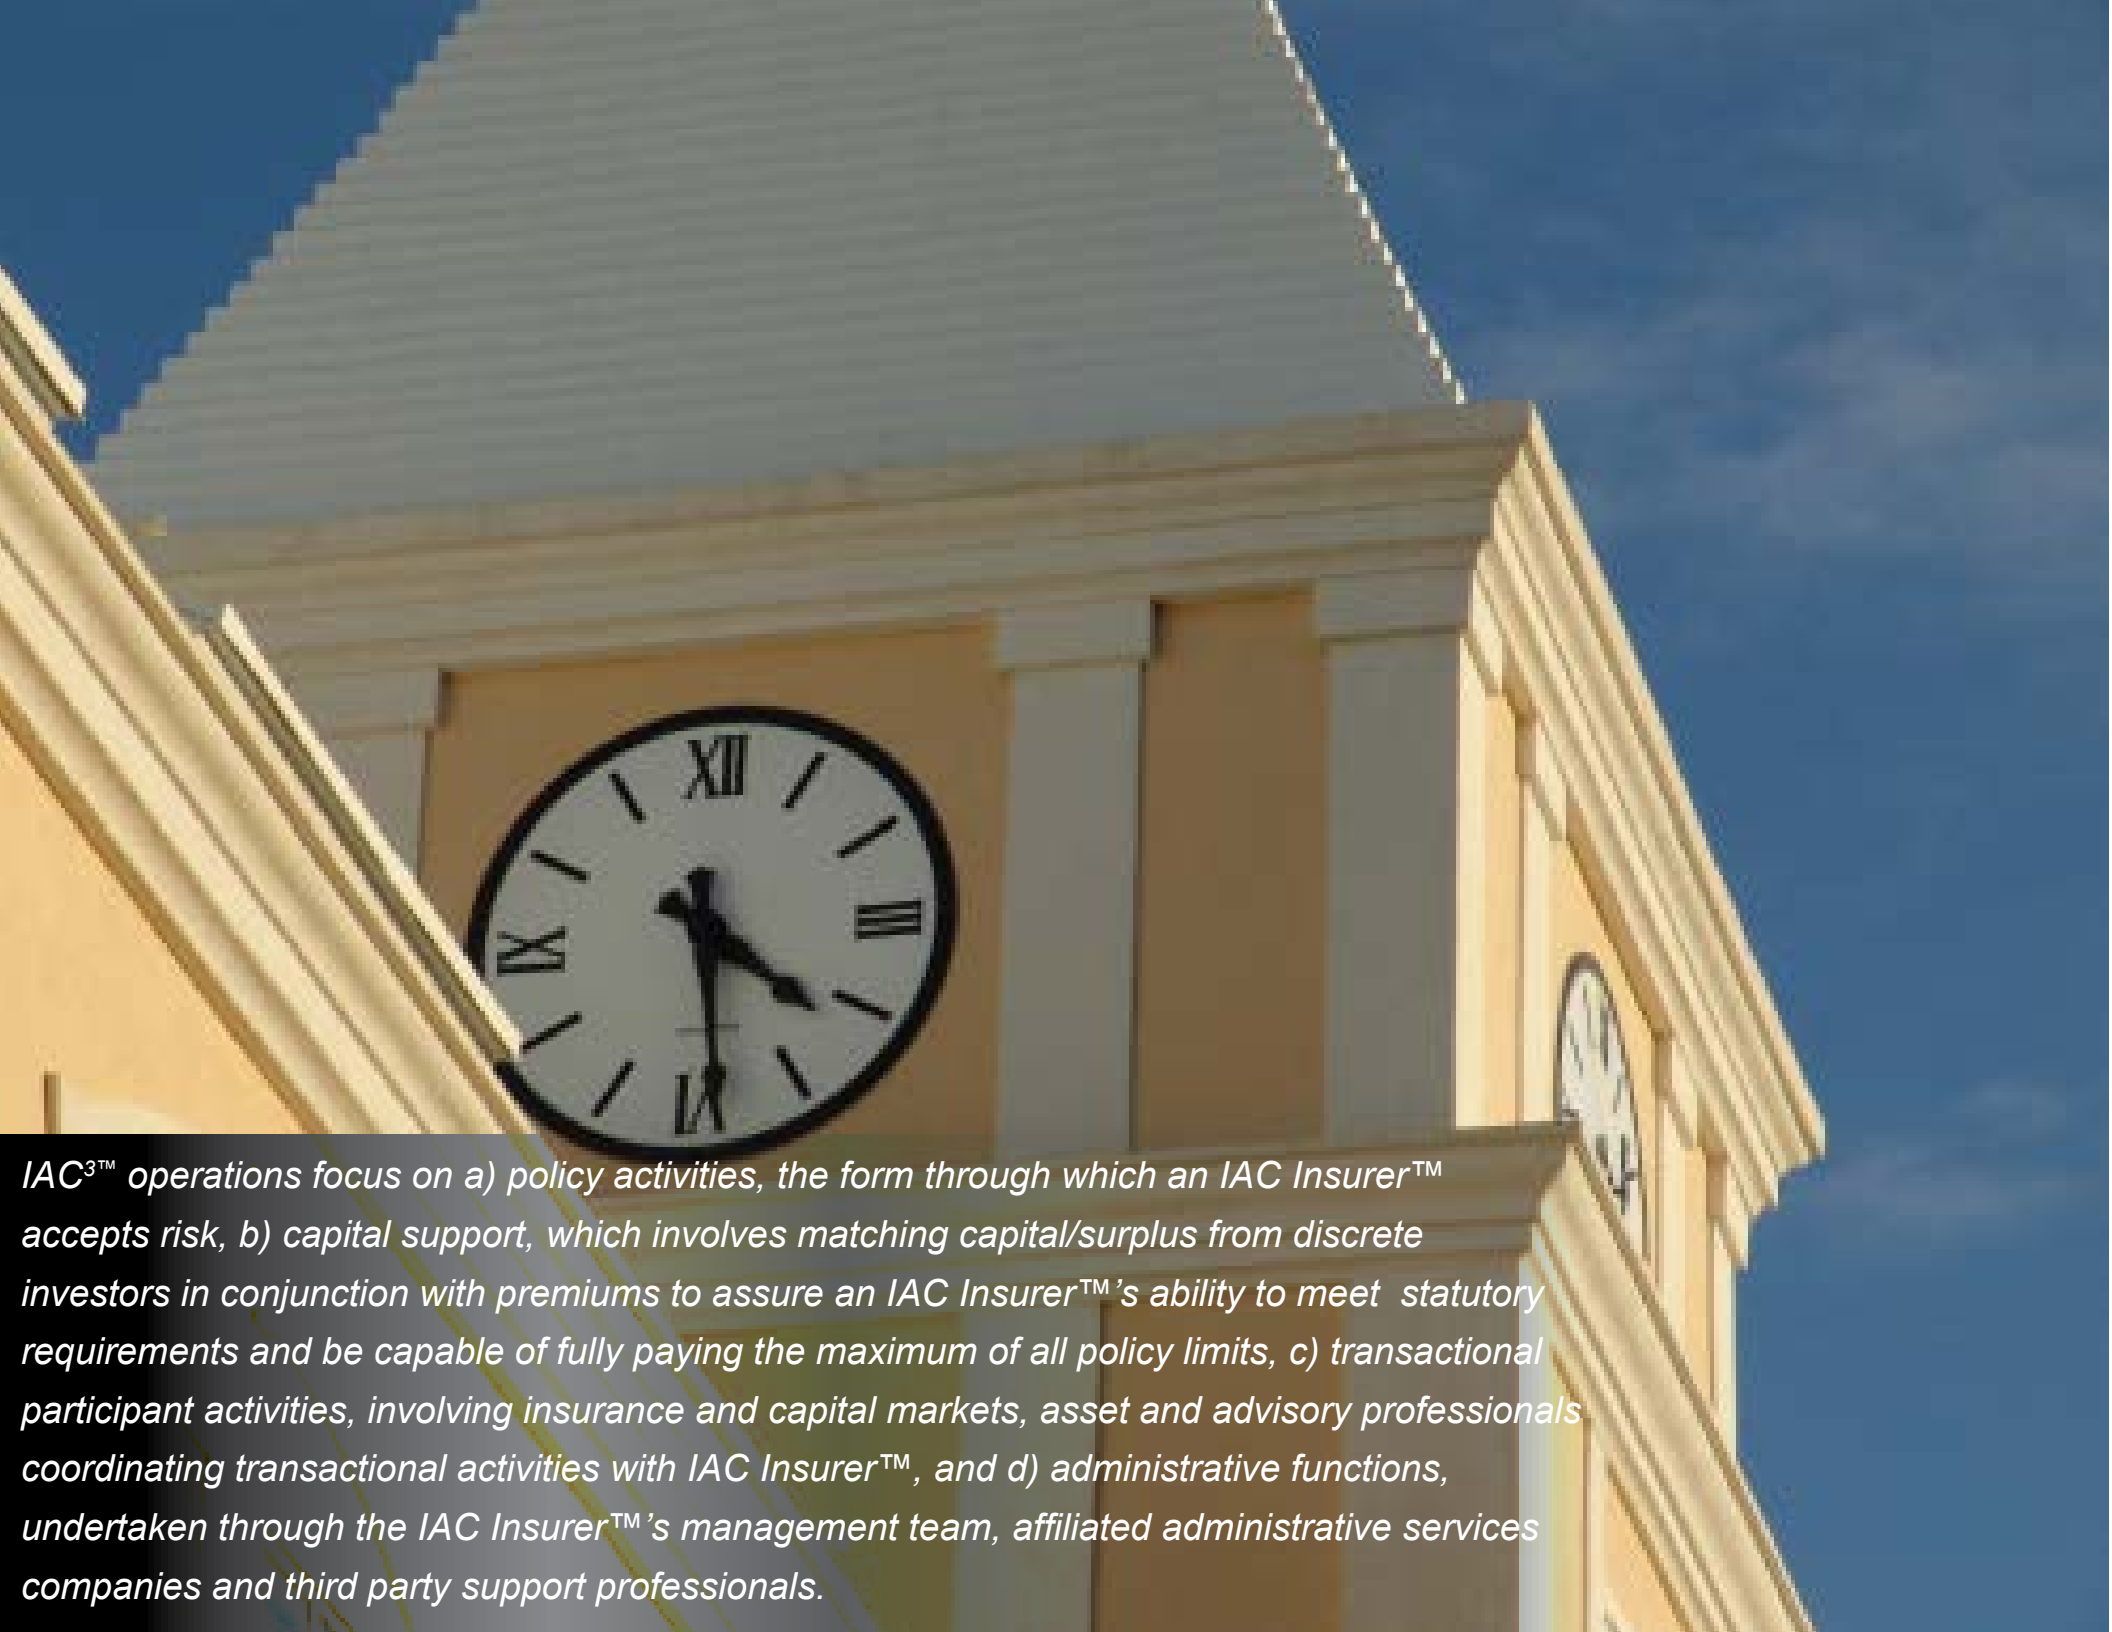 XII
III
IX
VI
IAC³™ operations focus on a) policy activities, the form through which an IAC Insurer™
accepts risk, b) capital support, which involves matching capital/surplus from discrete
investors in conjunction with premiums to assure an IAC Insurer™’s ability to meet  statutory
requirements and be capable of fully paying the maximum of all policy limits, c) transactional
participant activities, involving insurance and capital markets, asset and advisory professionals
coordinating transactional activities with IAC Insurer™, and d) administrative functions,
undertaken through the IAC Insurer™’s management team, affiliated administrative services
companies and third party support professionals.